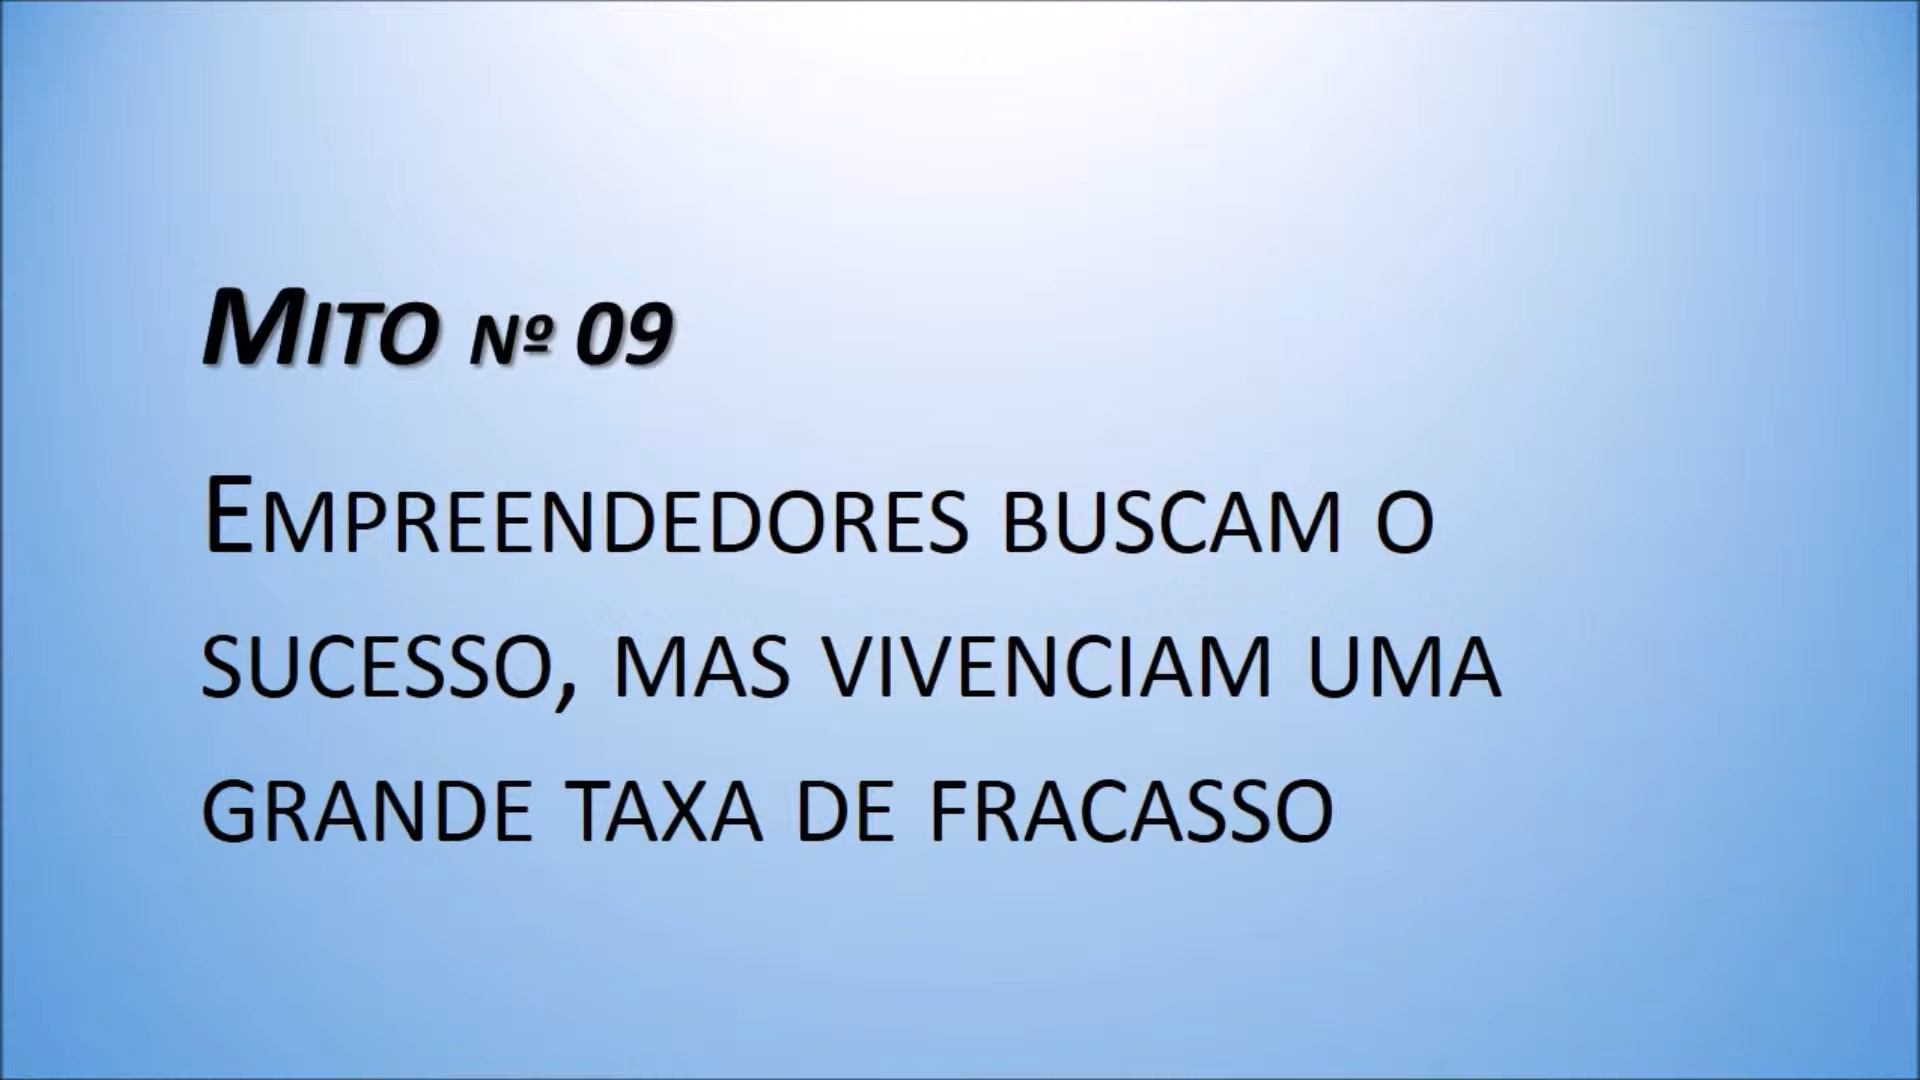 Mito nº 09
Empreendedores buscam o
sucesso, mas vivenciam uma
grande taxa de fracasso